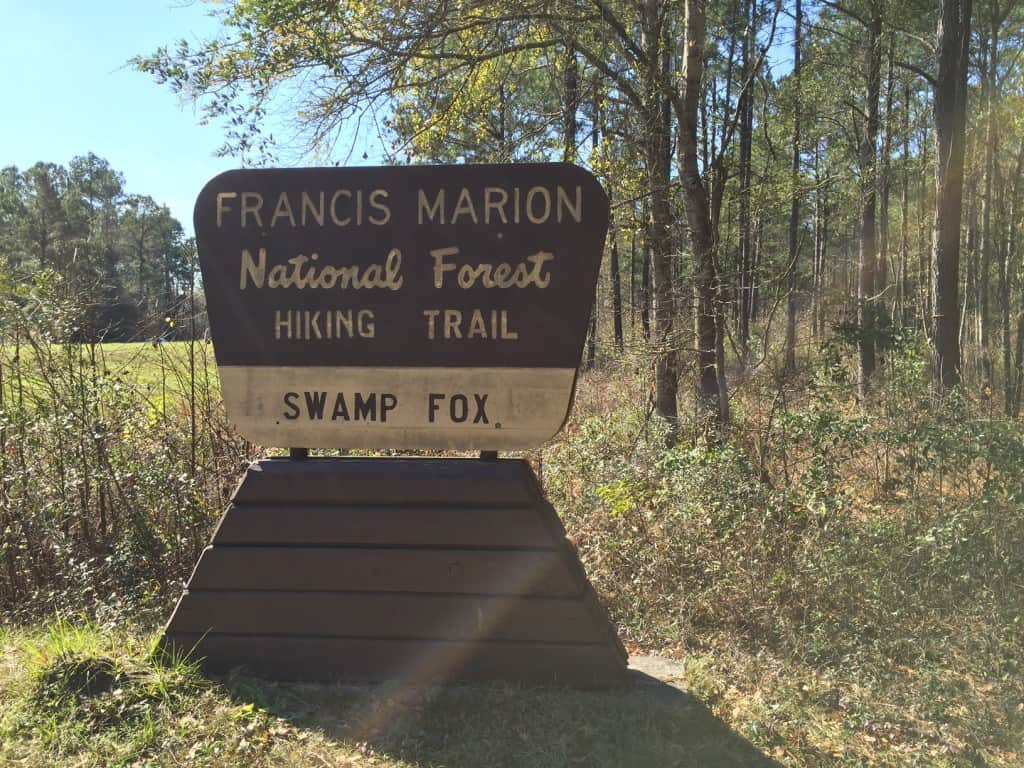 FRANCIS MARION
National Forest
HIKING TRAIL
SWAMP FOX